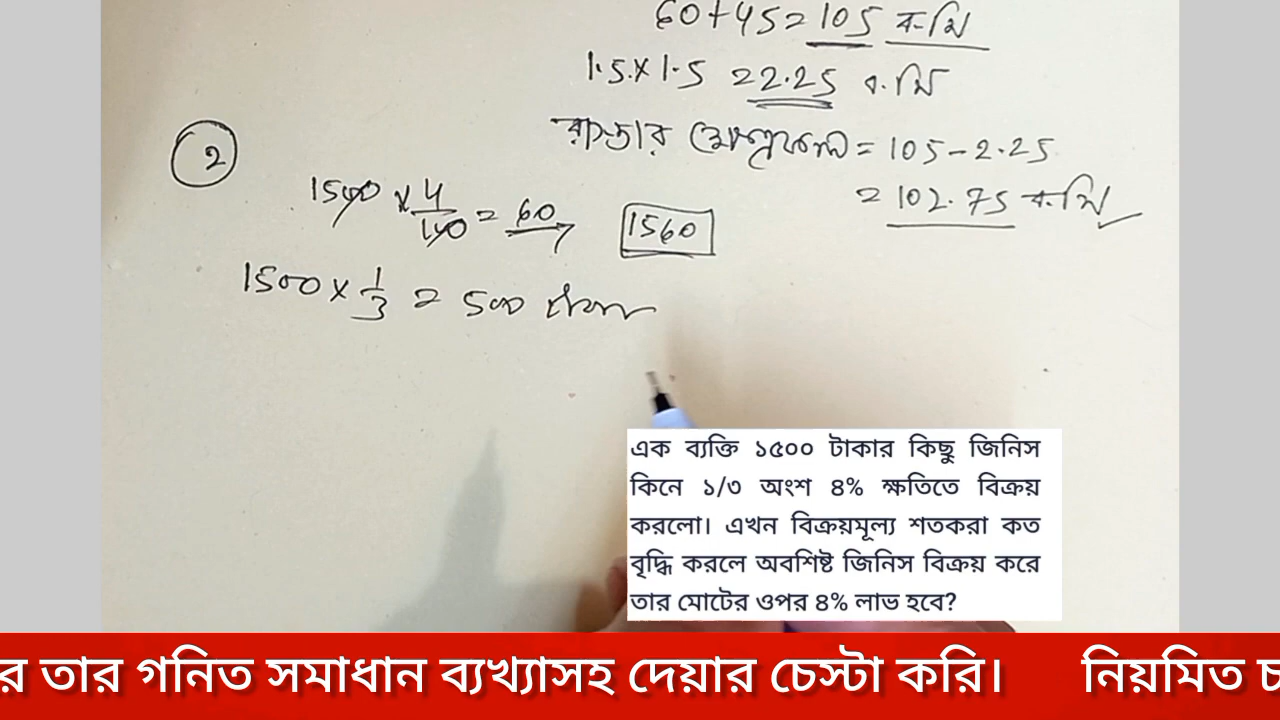 60+45=105 ব.মি
1.5×1.5 =22.25 ব.মি
রাস্তার ক্ষেত্রফল = 105-2.25
= 102.75 ব.মি
2
1500 × 4/100 = 60
1560
1500 × 1/3 = 500 টাকা
এক ব্যক্তি ১৫০০ টাকার কিছু জিনিস
কিনে ১/৩ অংশ ৪% ক্ষতিতে বিক্রয়
করলো। এখন বিক্রয়মূল্য শতকরা কত
বৃদ্ধি করলে অবশিষ্ট জিনিস বিক্রয় করে
তার মোটের ওপর ৪% লাভ হবে?
র তার গনিত সমাধান ব্যখ্যাসহ দেয়ার চেস্টা করি। নিয়মিত চ